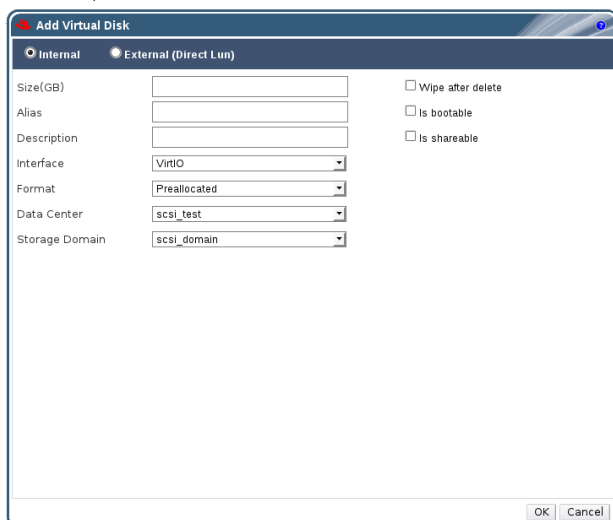 Add Virtual Disk
?
Internal External (Direct Lun)
Size(GB) Wipe after delete
Alias Is bootable
Description Is shareable
Interface VirtIO
Format Preallocated
Data Center scsi_test
Storage Domain scsi_domain
OK Cancel